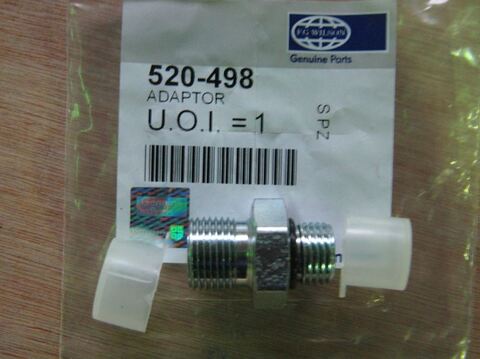 FG WILSON
Genuine Parts
520-498
ADAPTOR
U.O.I. = 1
SPZ